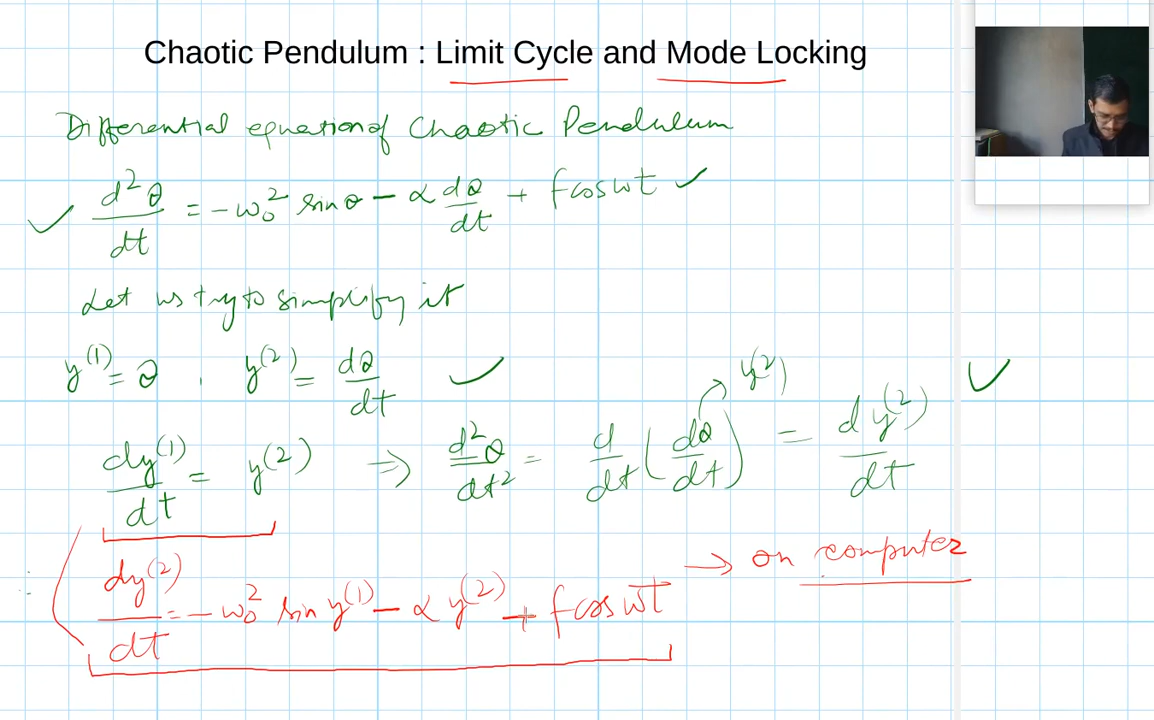 Chaotic Pendulum : Limit Cycle and Mode Locking
Differential equation of Chaotic Pendulum
✓ d²θ/dt = -ω₀² sinθ - α dθ/dt + f cos ωt ✓
Let us try to simplify it
y⁽¹⁾ = θ , y⁽²⁾ = dθ/dt ✓ y⁽²⁾ ✓
dy⁽¹⁾/dt = y⁽²⁾ ⇒ d²θ/dt² = d/dt (dθ/dt) = dy⁽²⁾/dt
dy⁽²⁾/dt = -ω₀² sin y⁽¹⁾ - α y⁽²⁾ + f cos ωt → on computer